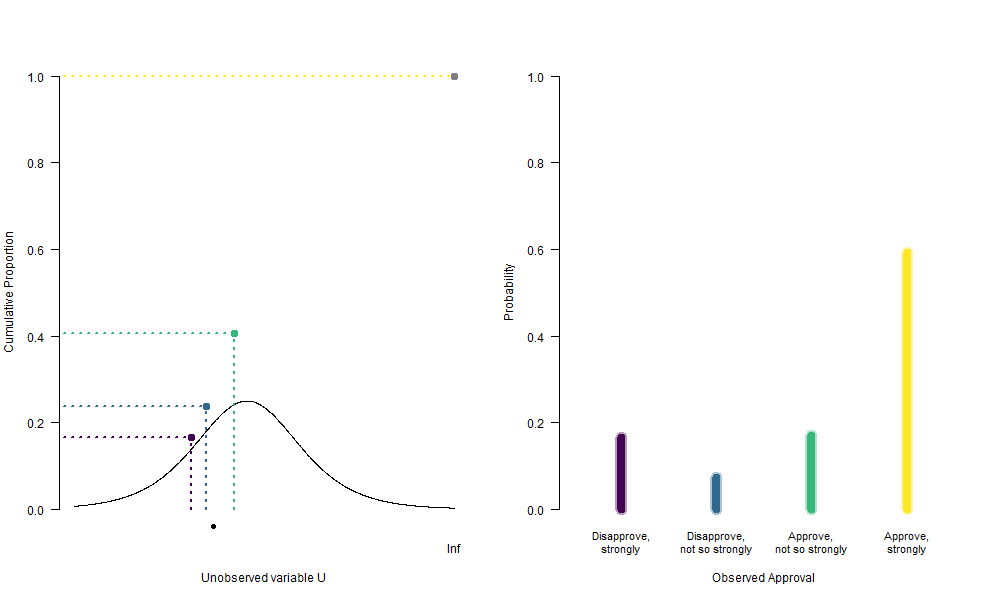 Cumulative Proportion
1.0
0.8
0.6
0.4
0.2
0.0
Inf
Unobserved variable U
Probability
1.0
0.8
0.6
0.4
0.2
0.0
Disapprove,
strongly
Disapprove,
not so strongly
Approve,
not so strongly
Approve,
strongly
Observed Approval